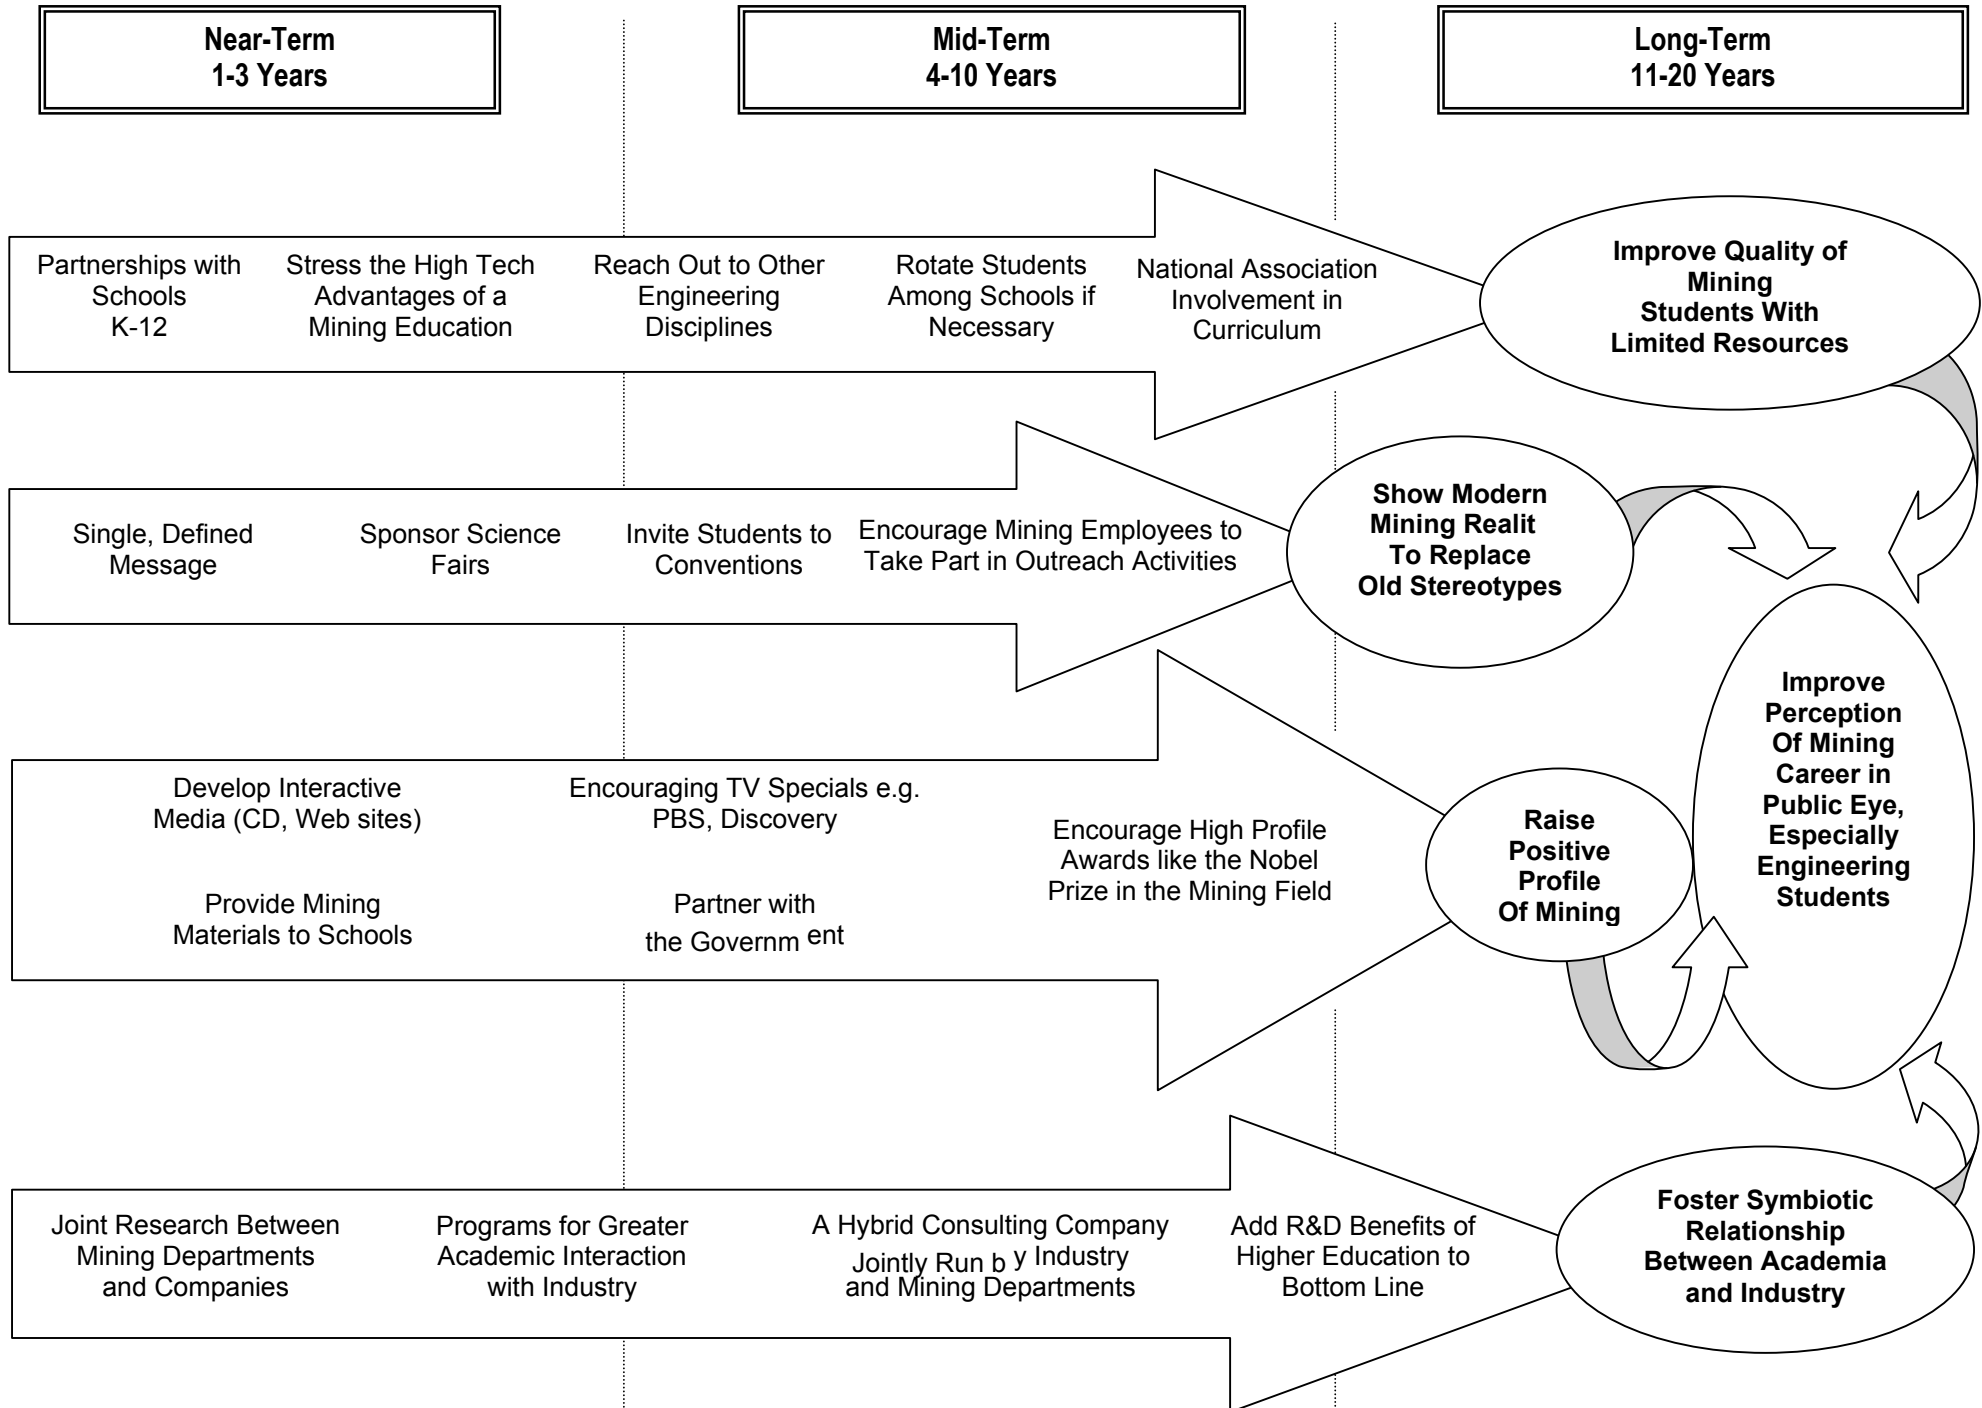 Near-Term
1-3 Years
Mid-Term
4-10 Years
Long-Term
11-20 Years
Partnerships with
Schools
K-12
Stress the High Tech
Advantages of a
Mining Education
Reach Out to Other
Engineering
Disciplines
Rotate Students
Among Schools if
Necessary
National Association
Involvement in
Curriculum
Improve Quality of
Mining
Students With
Limited Resources
Single, Defined
Message
Sponsor Science
Fairs
Invite Students to
Conventions
Encourage Mining Employees to
Take Part in Outreach Activities
Show Modern
Mining Realit
To Replace
Old Stereotypes
Develop Interactive
Media (CD, Web sites)
Provide Mining
Materials to Schools
Encouraging TV Specials e.g.
PBS, Discovery
Partner with
the Governm ent
Encourage High Profile
Awards like the Nobel
Prize in the Mining Field
Raise
Positive
Profile
Of Mining
Improve
Perception
Of Mining
Career in
Public Eye,
Especially
Engineering
Students
Joint Research Between
Mining Departments
and Companies
Programs for Greater
Academic Interaction
with Industry
A Hybrid Consulting Company
Jointly Run b y Industry
and Mining Departments
Add R&D Benefits of
Higher Education to
Bottom Line
Foster Symbiotic
Relationship
Between Academia
and Industry